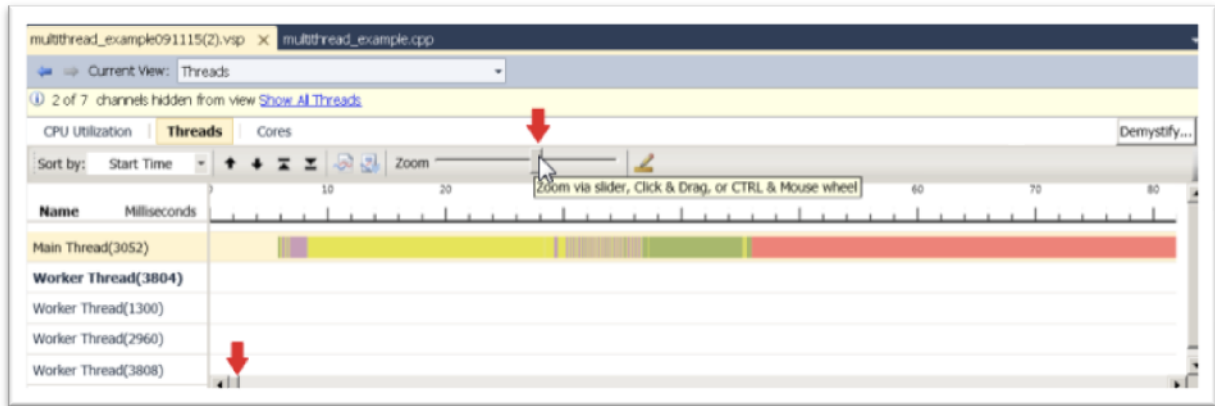 multithread_example091115(2).vsp × multithread_example.cpp
Current View: Threads
2 of 7 channels hidden from view Show All Threads
CPU Utilization Threads Cores Demystify...
Sort by: Start Time Zoom
Zoom via slider, Click & Drag, or CTRL & Mouse wheel
0 10 20 60 70 80
Name Milliseconds
Main Thread(3052)
Worker Thread(3804)
Worker Thread(1300)
Worker Thread(2960)
Worker Thread(3808)